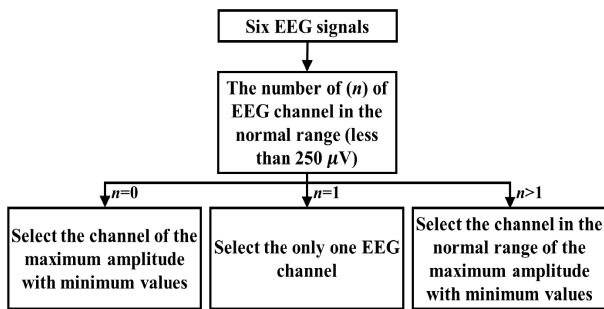 Six EEG signals
The number of (n) of
EEG channel in the
normal range (less
than 250 μV)
n=0
n=1
n>1
Select the channel of the
maximum amplitude
with minimum values
Select the only one EEG
channel
Select the channel in the
normal range of the
maximum amplitude
with minimum values